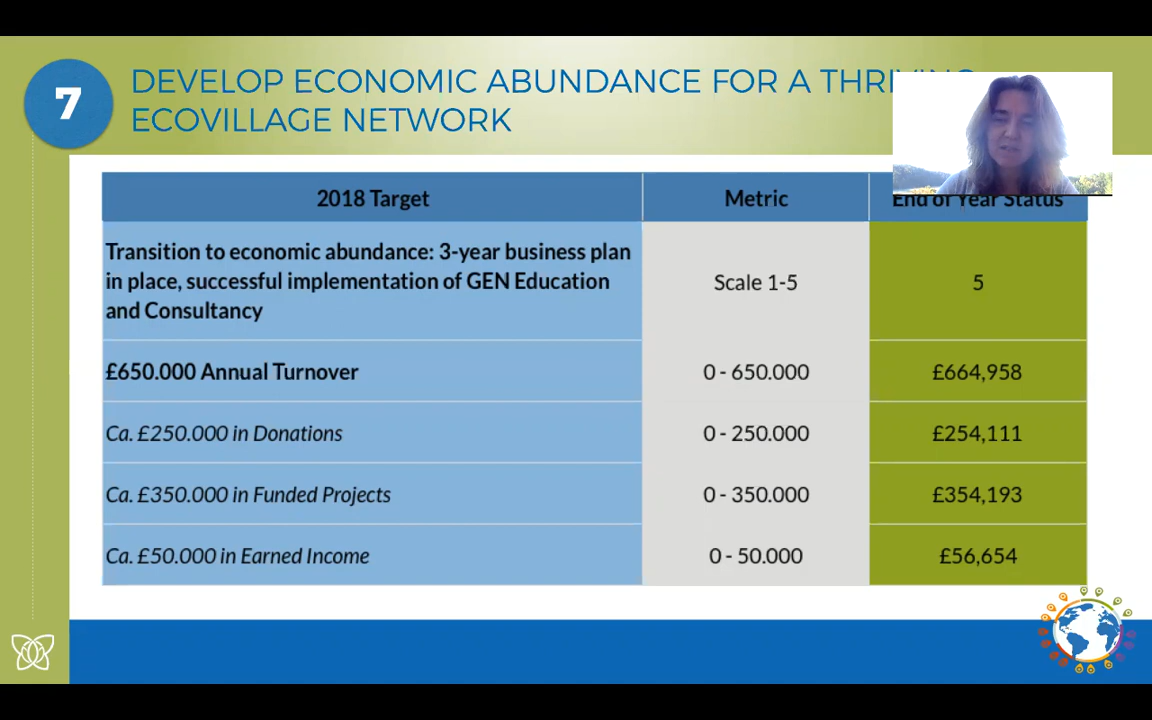 7
DEVELOP ECONOMIC ABUNDANCE FOR A
ECOVILLAGE NETWORK
2018 Target
Metric
End of Year Status
Transition to economic abundance: 3-year business plan
in place, successful implementation of GEN Education
and Consultancy
Scale 1-5
5
£650.000 Annual Turnover
0 - 650.000
£664,958
Ca. £250.000 in Donations
0 - 250.000
£254,111
Ca. £350.000 in Funded Projects
0 - 350.000
£354,193
Ca. £50.000 in Earned Income
0 - 50.000
£56,654